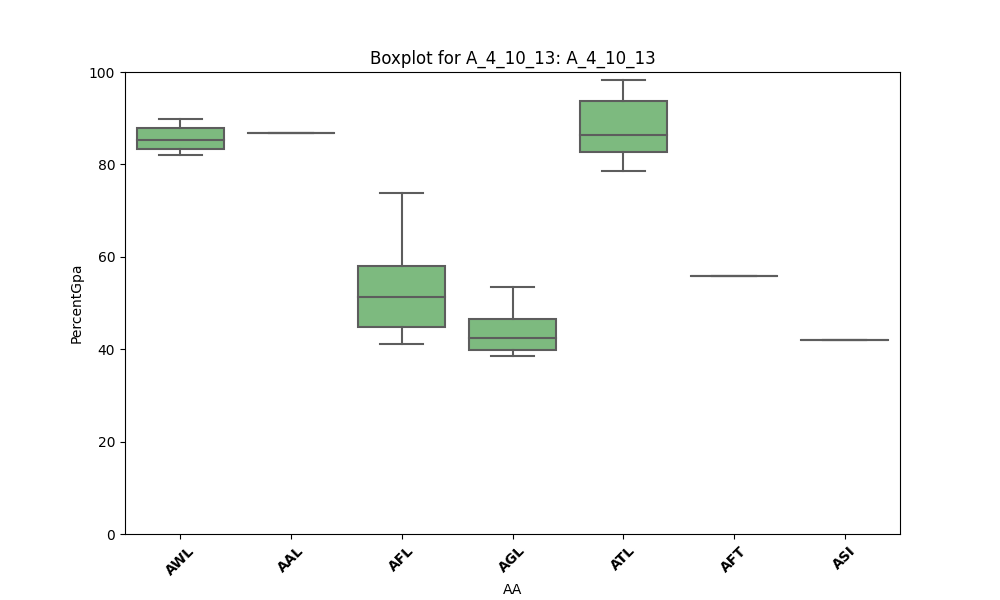 Boxplot for A_4_10_13: A_4_10_13
100
80
60
40
20
0
PercentGpa
AWL
AAL
AFL
AGL
ATL
AFT
ASI
AA